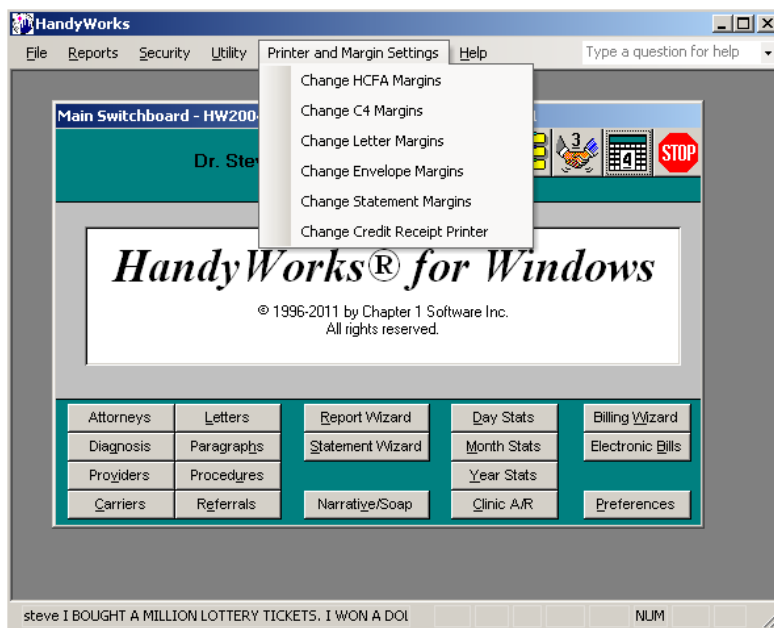 HandyWorks
File Reports Security Utility Printer and Margin Settings Help Type a question for help
Change HCFA Margins
Change C4 Margins
Change Letter Margins
Change Envelope Margins
Change Statement Margins
Change Credit Receipt Printer
Main Switchboard - HW200
Dr. Stev
3
4
STOP
HandyWorks® for Windows
© 1996-2011 by Chapter 1 Software Inc.
All rights reserved.
Attorneys Letters Report Wizard Day Stats Billing Wizard
Diagnosis Paragraphs Statement Wizard Month Stats Electronic Bills
Providers Procedures Year Stats
Carriers Referrals Narrative/Soap Clinic A/R Preferences
steve I BOUGHT A MILLION LOTTERY TICKETS. I WON A DOL NUM